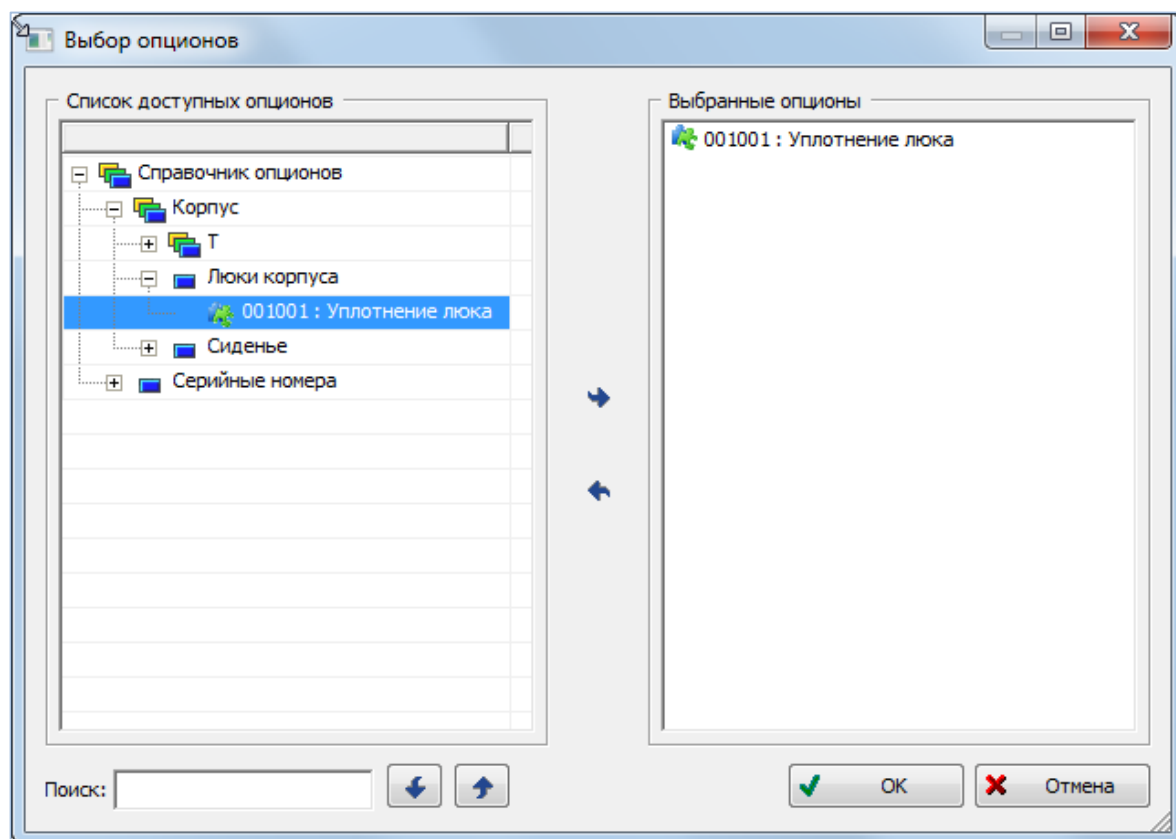 Выбор опционов
Список доступных опционов
Справочник опционов
Корпус
Т
Люки корпуса
001001 : Уплотнение люка
Сиденье
Серийные номера
Выбранные опционы
001001 : Уплотнение люка
Поиск:
ОК
Отмена